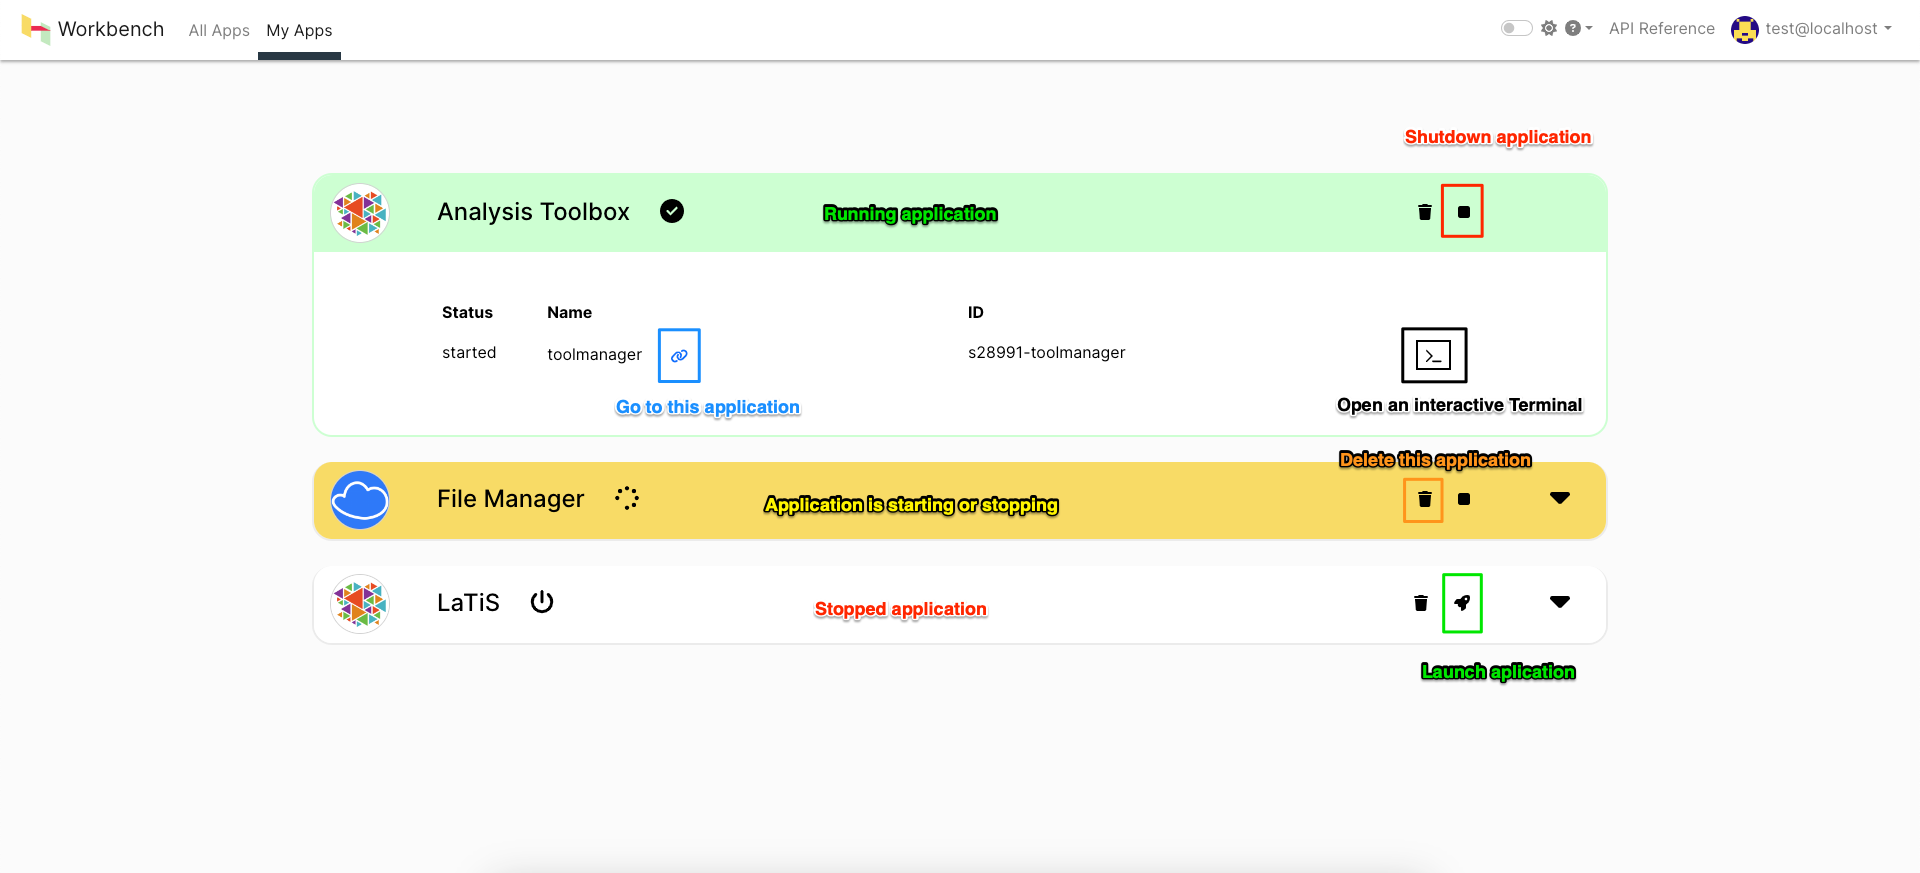 Workbench All Apps My Apps API Reference test@localhost
Shutdown application
Analysis Toolbox Running application
Status Name ID
started toolmanager s28991-toolmanager
Go to this application Open an interactive Terminal
Delete this application
File Manager Application is starting or stopping
LaTiS Stopped application
Launch aplication